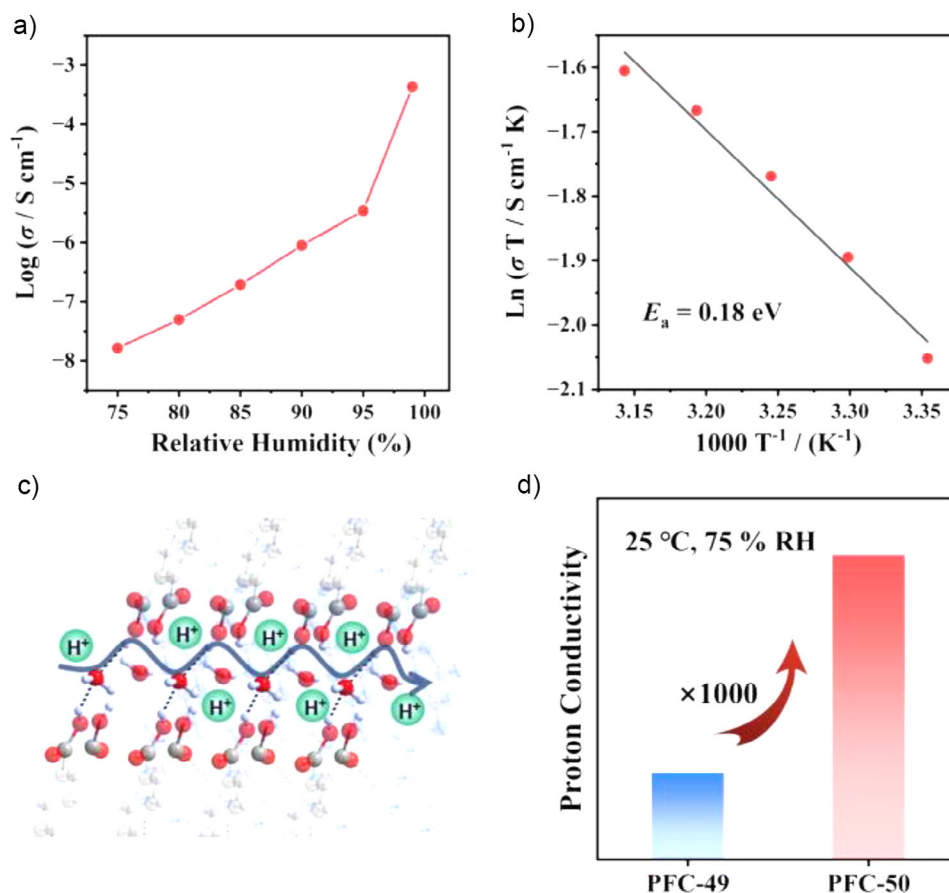 a)
Log (σ / S cm⁻¹)
−3
−4
−5
−6
−7
−8
75 80 85 90 95 100
Relative Humidity (%)
b)
Ln (σ T / S cm⁻¹ K)
−1.6
−1.7
−1.8
−1.9
−2.0
−2.1
Eₐ = 0.18 eV
3.15 3.20 3.25 3.30 3.35
1000 T⁻¹ / (K⁻¹)
c)
H⁺ H⁺ H⁺ H⁺
H⁺ H⁺ H⁺
d)
Proton Conductivity
25 °C, 75 % RH
×1000
PFC-49 PFC-50